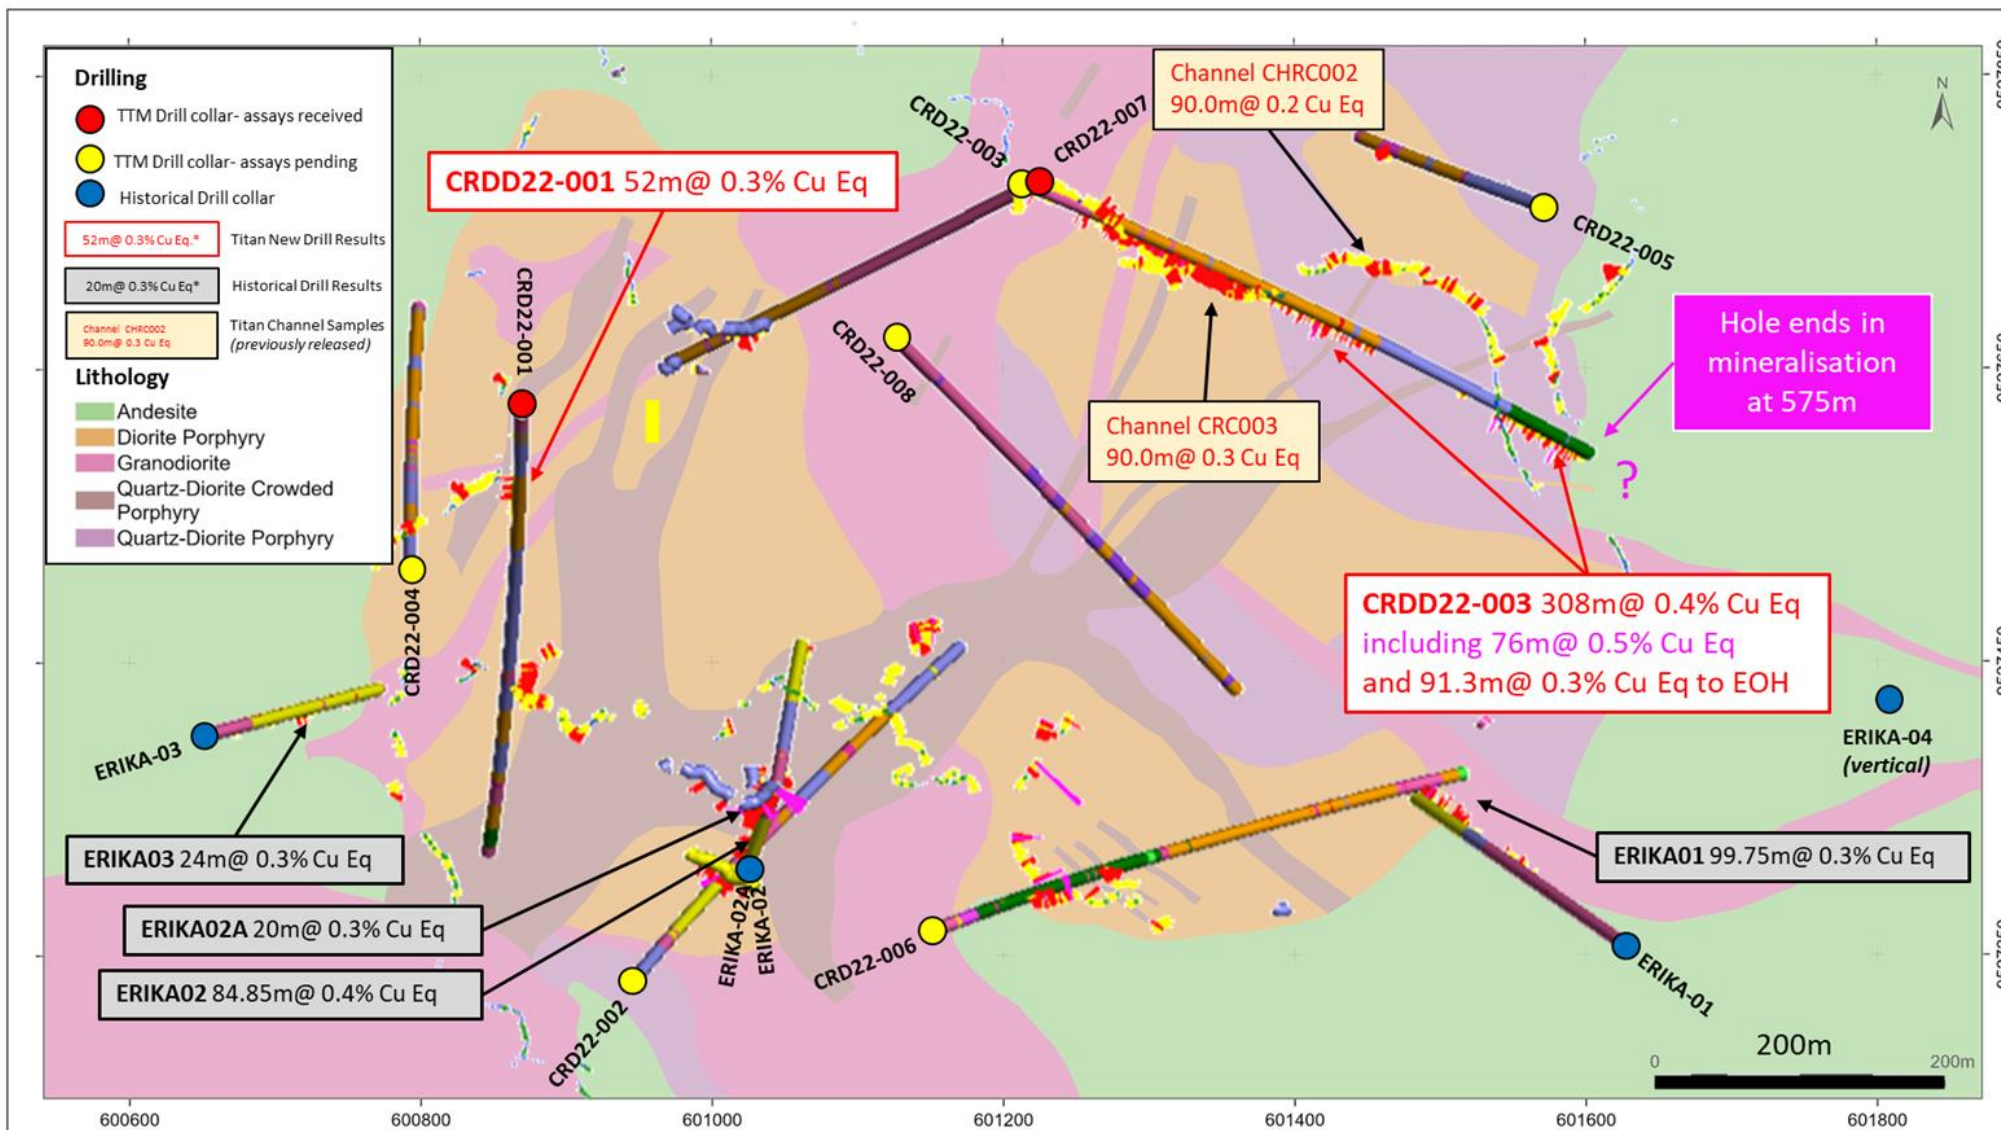 Drilling
TTM Drill collar- assays received
TTM Drill collar- assays pending
Historical Drill collar
52m@ 0.3% Cu Eq.*
Titan New Drill Results
20m@ 0.3% Cu Eq*
Historical Drill Results
Channel CHRC002
90.0m@ 0.3 Cu Eq
Titan Channel Samples
(previously released)
Lithology
Andesite
Diorite Porphyry
Granodiorite
Quartz-Diorite Crowded
Porphyry
Quartz-Diorite Porphyry
CRDD22-001 52m@ 0.3% Cu Eq
CRD22-003
CRD22-007
Channel CHRC002
90.0m@ 0.2 Cu Eq
N
CRD22-005
CRD22-001
CRD22-008
Channel CRC003
90.0m@ 0.3 Cu Eq
Hole ends in
mineralisation
at 575m
?
CRD22-004
CRDD22-003 308m@ 0.4% Cu Eq
including 76m@ 0.5% Cu Eq
and 91.3m@ 0.3% Cu Eq to EOH
ERIKA-03
ERIKA-04
(vertical)
ERIKA03 24m@ 0.3% Cu Eq
ERIKA01 99.75m@ 0.3% Cu Eq
ERIKA02A 20m@ 0.3% Cu Eq
ERIKA02 84.85m@ 0.4% Cu Eq
ERIKA-02A
ERIKA-02
CRD22-006
CRD22-002
ERIKA-01
200m
0
200m
600600
600800
601000
601200
601400
601600
601800